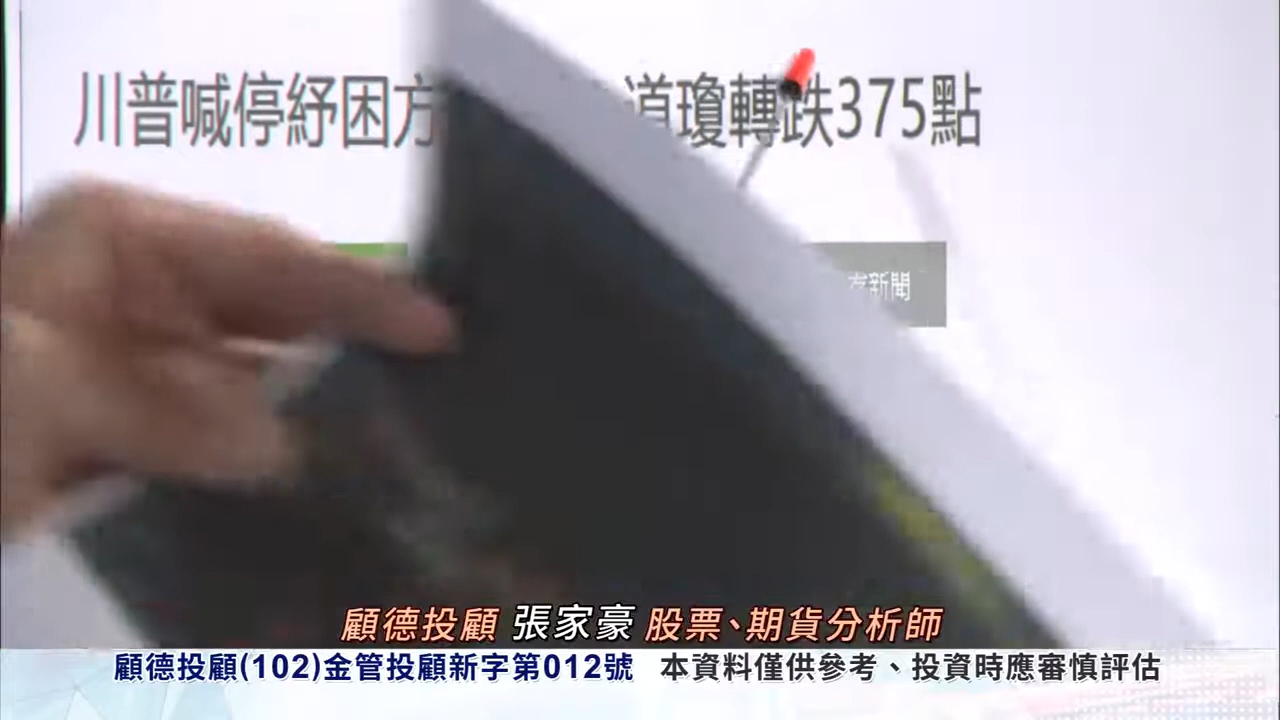 川普喊停紓困方 道瓊轉跌375點
存新聞
顧德投顧 張家豪 股票、期貨分析師
顧德投顧(102)金管投顧新字第012號 本資料僅供參考、投資時應審慎評估